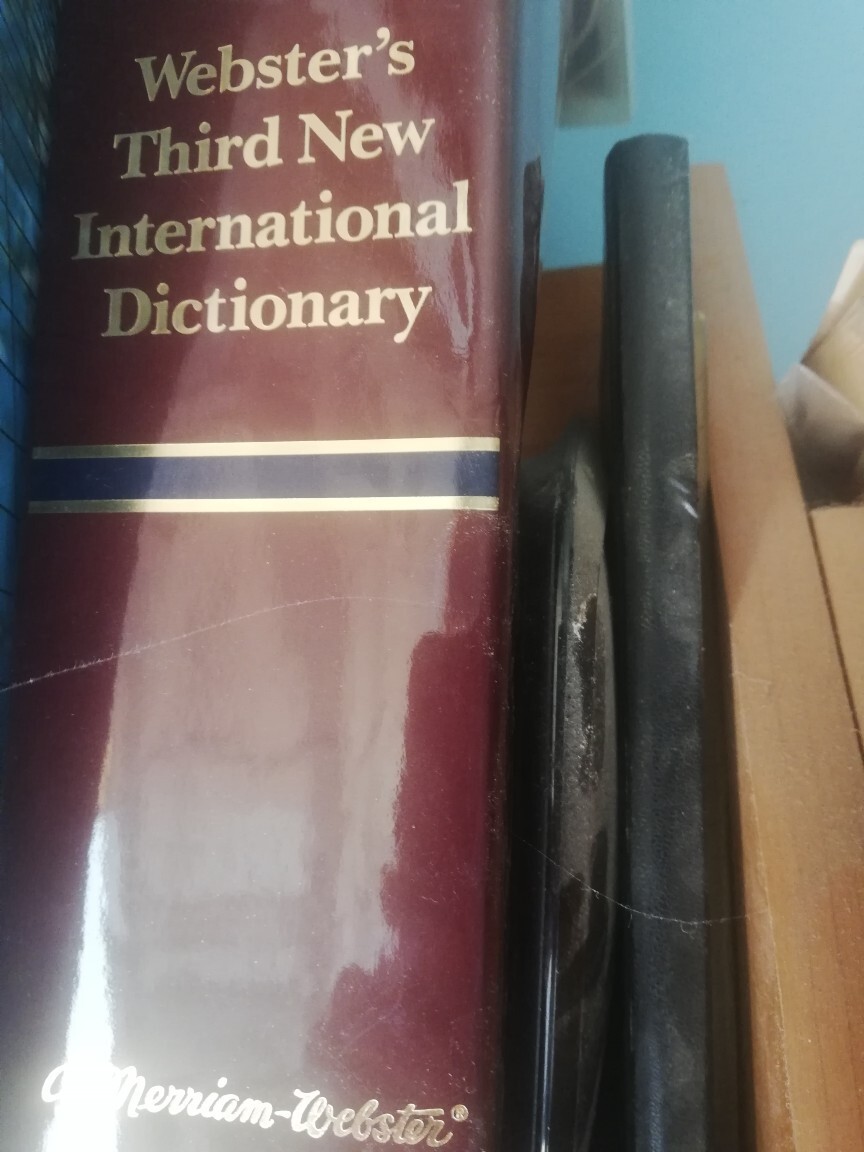 Webster's
Third New
International
Dictionary
a Merriam-Webster®